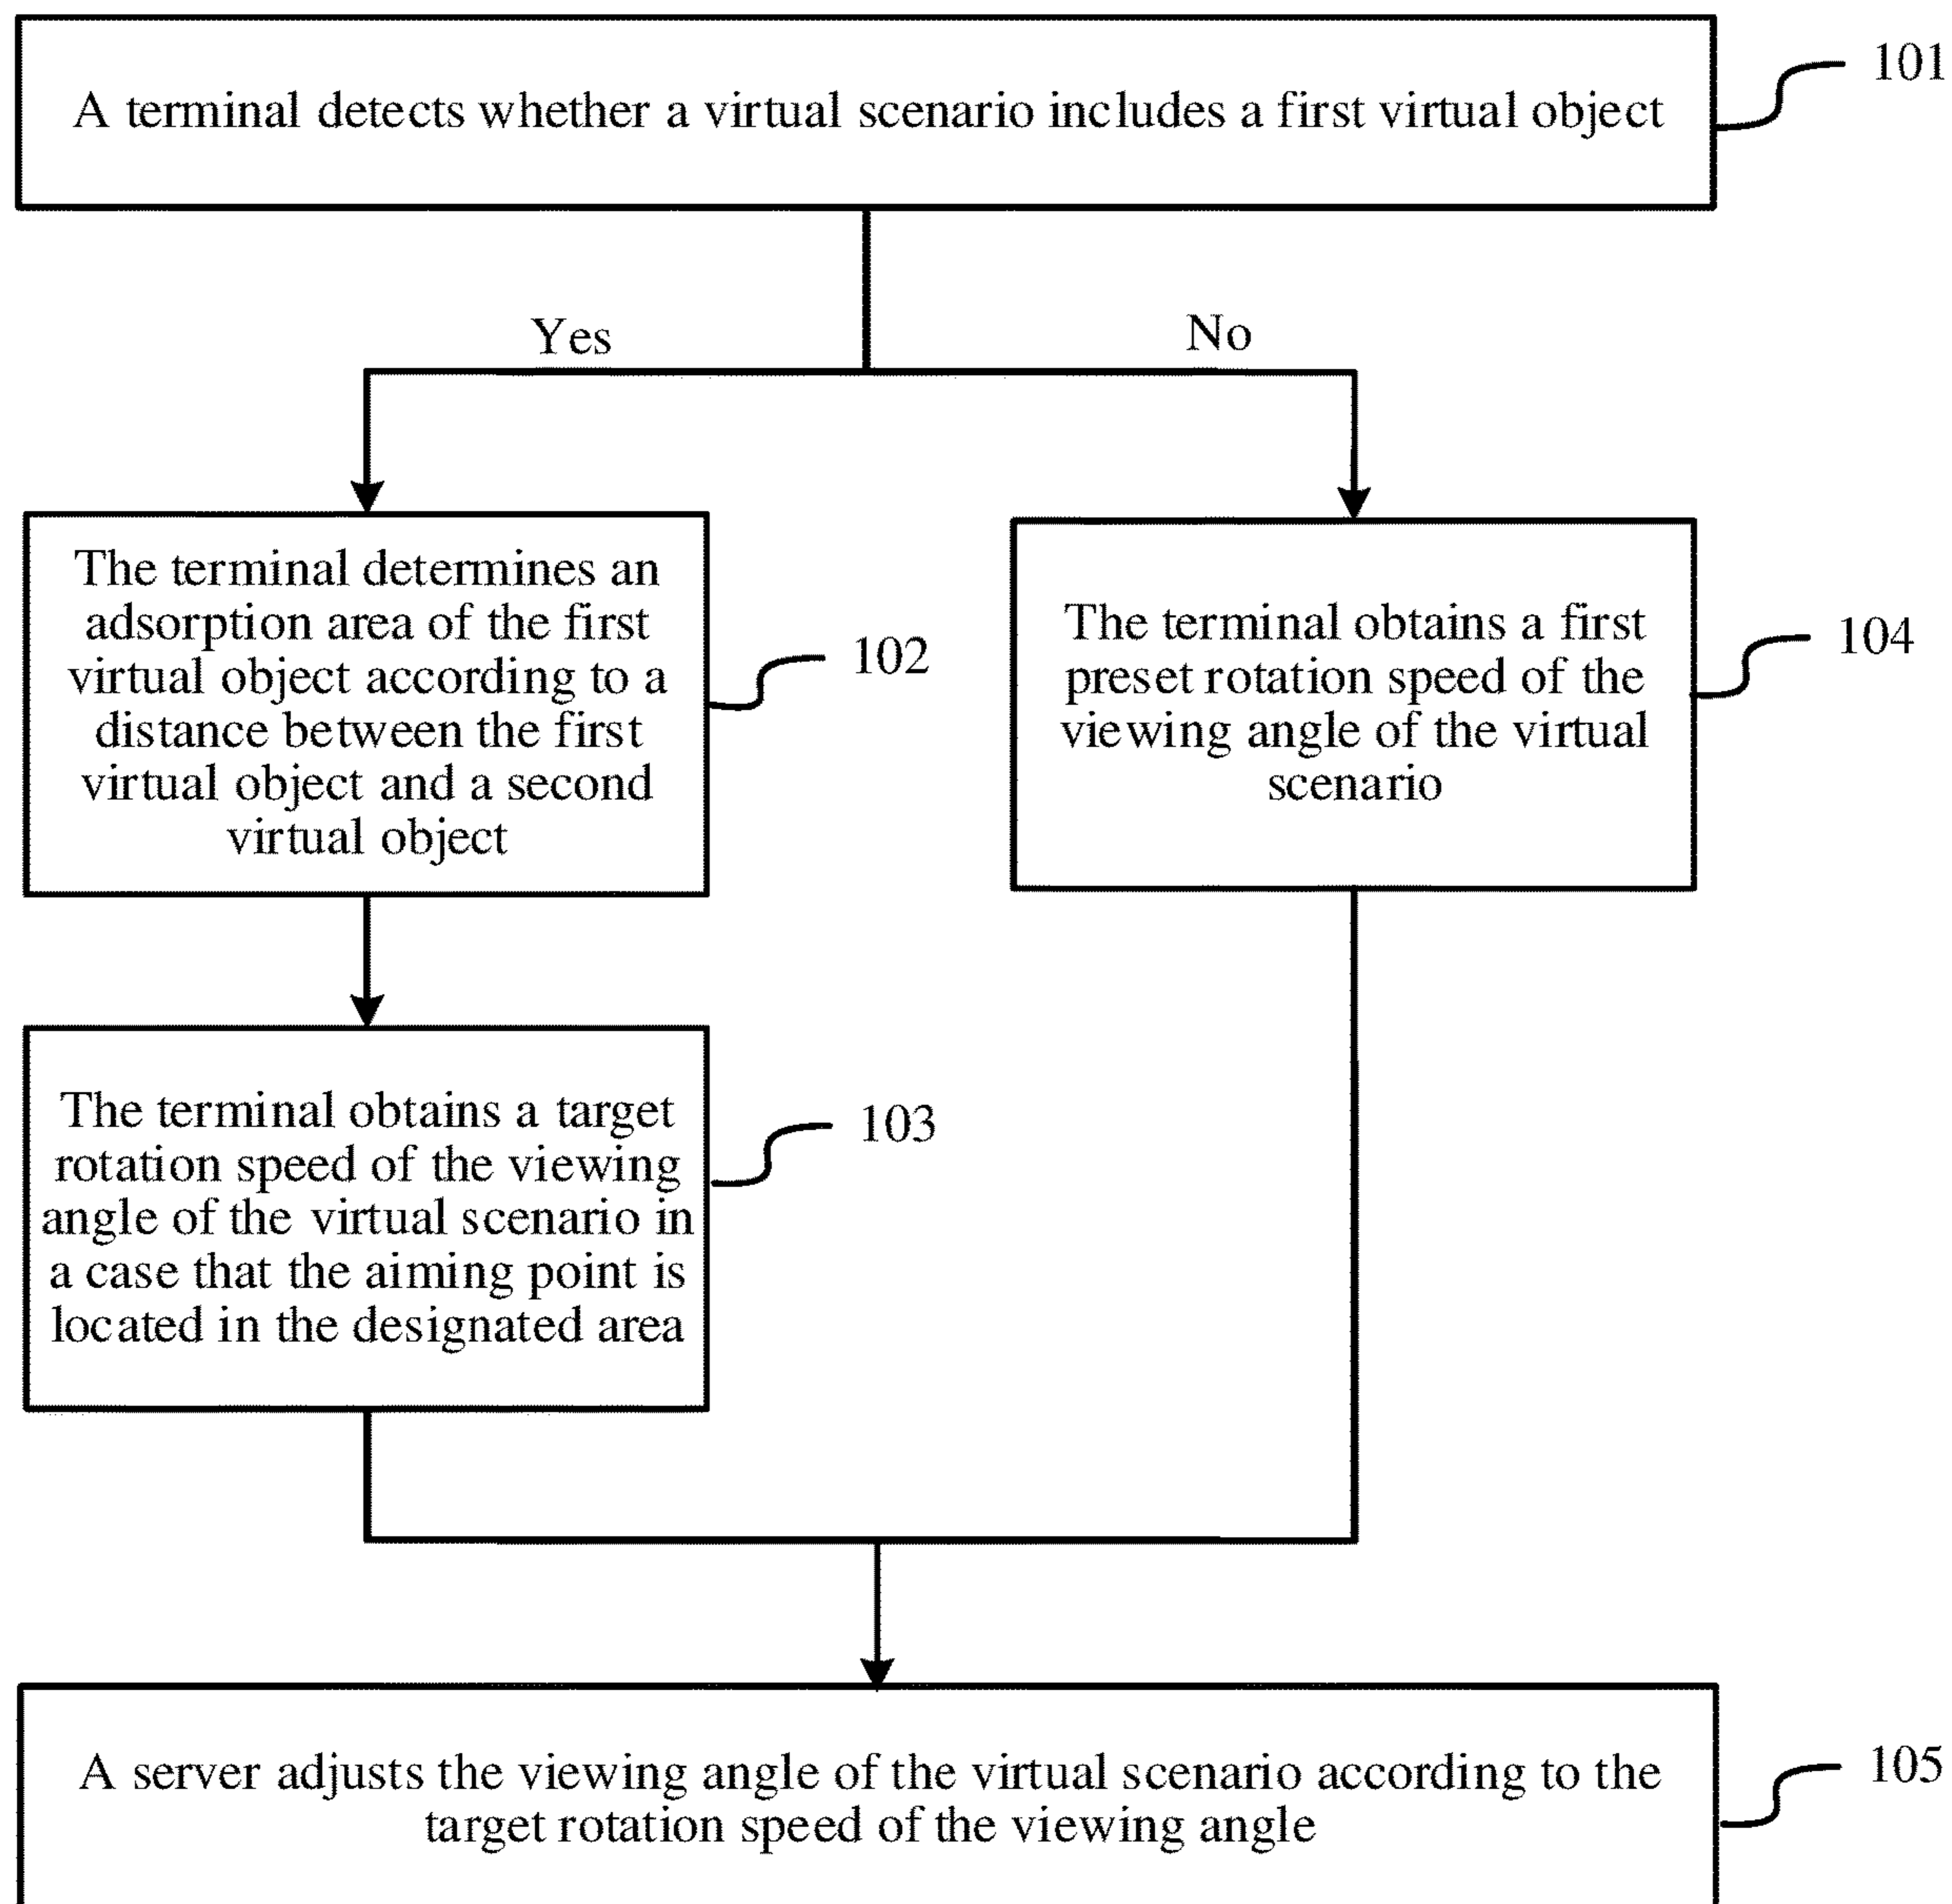 A terminal detects whether a virtual scenario includes a first virtual object
101
Yes
No
The terminal determines an
adsorption area of the first
virtual object according to a
distance between the first
virtual object and a second
virtual object
102
The terminal obtains a first
preset rotation speed of the
viewing angle of the virtual
scenario
104
The terminal obtains a target
rotation speed of the viewing
angle of the virtual scenario in
a case that the aiming point is
located in the designated area
103
A server adjusts the viewing angle of the virtual scenario according to the
target rotation speed of the viewing angle
105